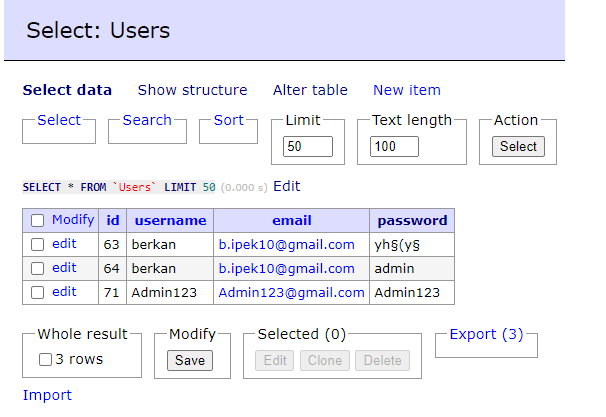 Select: Users
Select data Show structure Alter table New item
Select Search Sort Limit Text length Action
50 100 Select
SELECT * FROM `Users` LIMIT 50 (0.000 s) Edit
Modify id username email password
edit 63 berkan b.ipek10@gmail.com yh§(y§
edit 64 berkan b.ipek10@gmail.com admin
edit 71 Admin123 Admin123@gmail.com Admin123
Whole result Modify Selected (0) Export (3)
3 rows Save Edit Clone Delete
Import